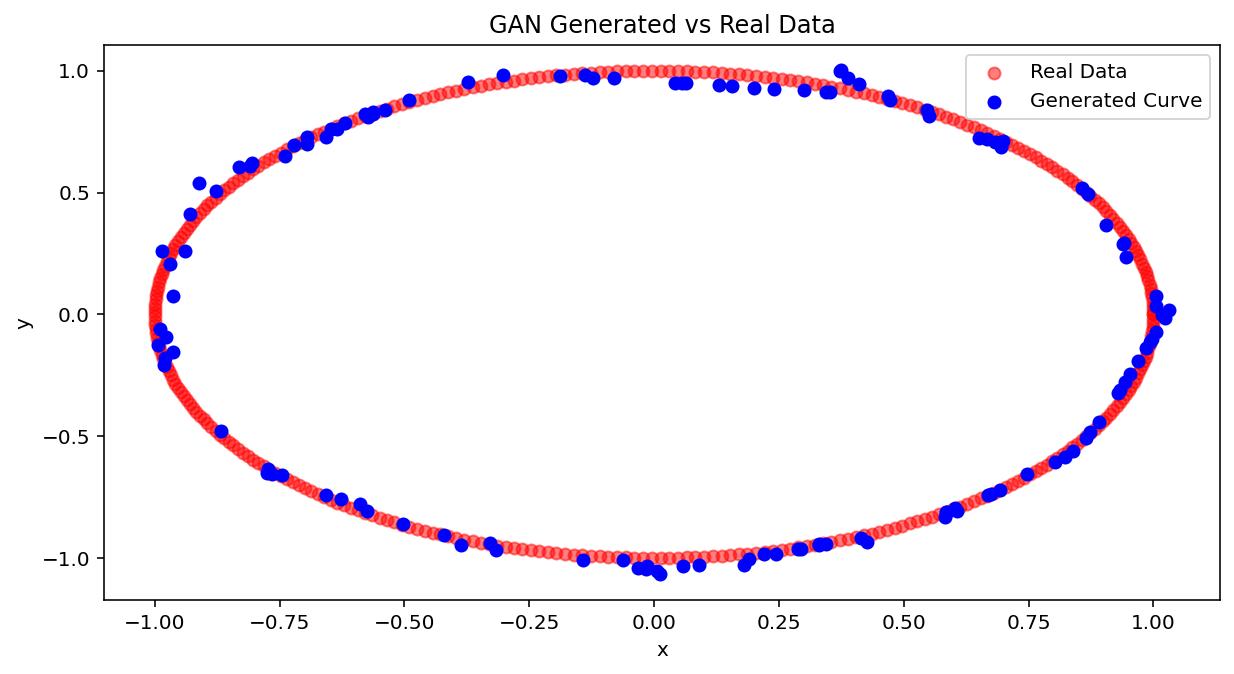 GAN Generated vs Real Data
Real Data
Generated Curve
1.0
0.5
0.0
−0.5
−1.0
y
−1.00 −0.75 −0.50 −0.25 0.00 0.25 0.50 0.75 1.00
x